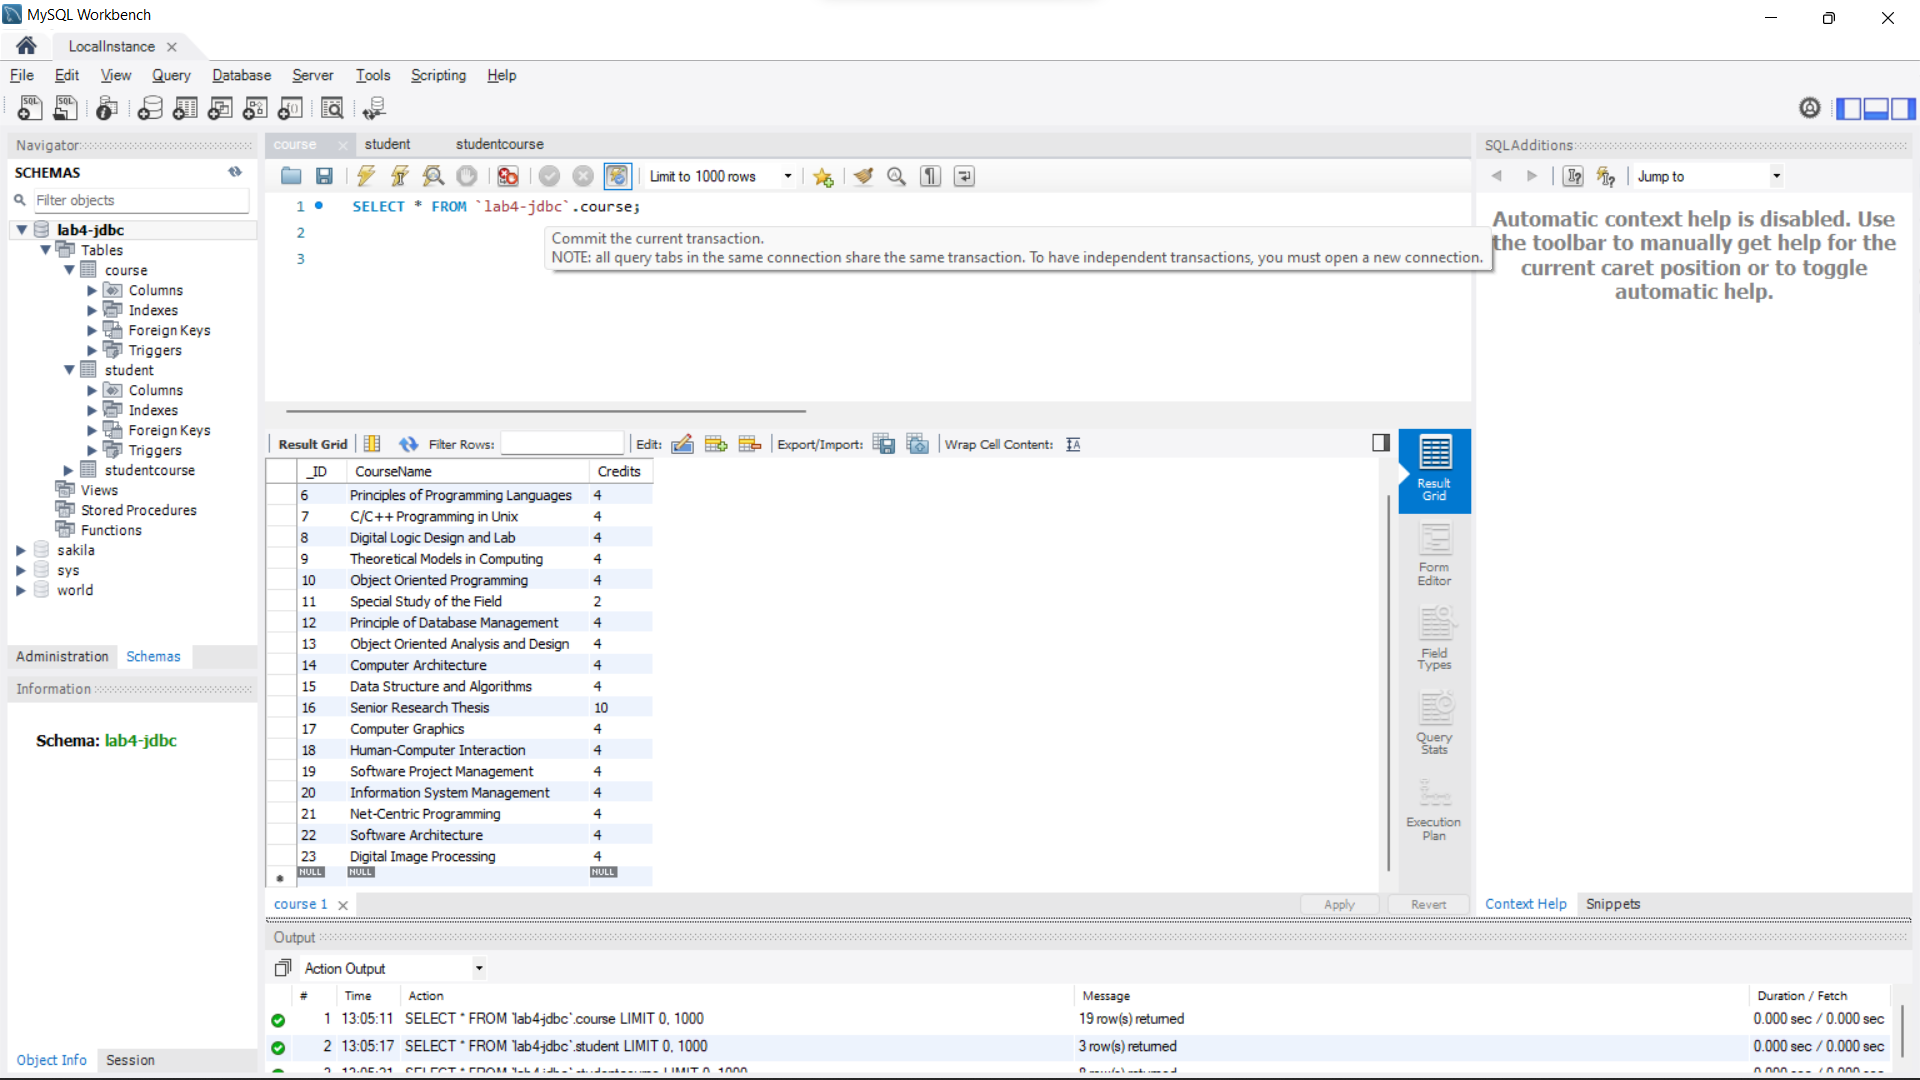 MySQL Workbench
LocalInstance
File Edit View Query Database Server Tools Scripting Help
Navigator
SCHEMAS
Filter objects
lab4-jdbc
Tables
course
Columns
Indexes
Foreign Keys
Triggers
student
Columns
Indexes
Foreign Keys
Triggers
studentcourse
Views
Stored Procedures
Functions
sakila
sys
world
Administration Schemas
Information
Schema: lab4-jdbc
Object Info Session
course student studentcourse
Limit to 1000 rows
1 SELECT * FROM `lab4-jdbc`.course;
2
3
Commit the current transaction.
NOTE: all query tabs in the same connection share the same transaction. To have independent transactions, you must open a new connection.
Result Grid Filter Rows: Edit: Export/Import: Wrap Cell Content:
_ID CourseName Credits
6 Principles of Programming Languages 4
7 C/C++ Programming in Unix 4
8 Digital Logic Design and Lab 4
9 Theoretical Models in Computing 4
10 Object Oriented Programming 4
11 Special Study of the Field 2
12 Principle of Database Management 4
13 Object Oriented Analysis and Design 4
14 Computer Architecture 4
15 Data Structure and Algorithms 4
16 Senior Research Thesis 10
17 Computer Graphics 4
18 Human-Computer Interaction 4
19 Software Project Management 4
20 Information System Management 4
21 Net-Centric Programming 4
22 Software Architecture 4
23 Digital Image Processing 4
NULL NULL NULL
Result
Grid
Form
Editor
Field
Types
Query
Stats
Execution
Plan
course 1 Apply Revert
SQLAdditions
Jump to
Automatic context help is disabled. Use
the toolbar to manually get help for the
current caret position or to toggle
automatic help.
Context Help Snippets
Output
Action Output
# Time Action Message Duration / Fetch
1 13:05:11 SELECT * FROM `lab4-jdbc`.course LIMIT 0, 1000 19 row(s) returned 0.000 sec / 0.000 sec
2 13:05:17 SELECT * FROM `lab4-jdbc`.student LIMIT 0, 1000 3 row(s) returned 0.000 sec / 0.000 sec